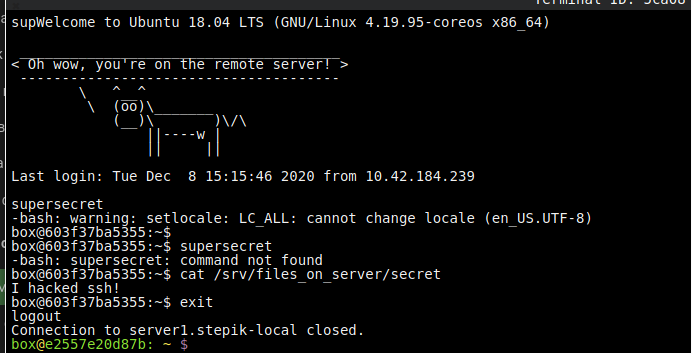 Terminal ID: 5ca08
supWelcome to Ubuntu 18.04 LTS (GNU/Linux 4.19.95-coreos x86_64)
< Oh wow, you're on the remote server! >
(oo)
||----w |
Last login: Tue Dec  8 15:15:46 2020 from 10.42.184.239
supersecret
-bash: warning: setlocale: LC_ALL: cannot change locale (en_US.UTF-8)
box@603f37ba5355:~$
box@603f37ba5355:~$ supersecret
-bash: supersecret: command not found
box@603f37ba5355:~$ cat /srv/files_on_server/secret
I hacked ssh!
box@603f37ba5355:~$ exit
logout
Connection to server1.stepik-local closed.
box@e2557e20d87b: ~ $